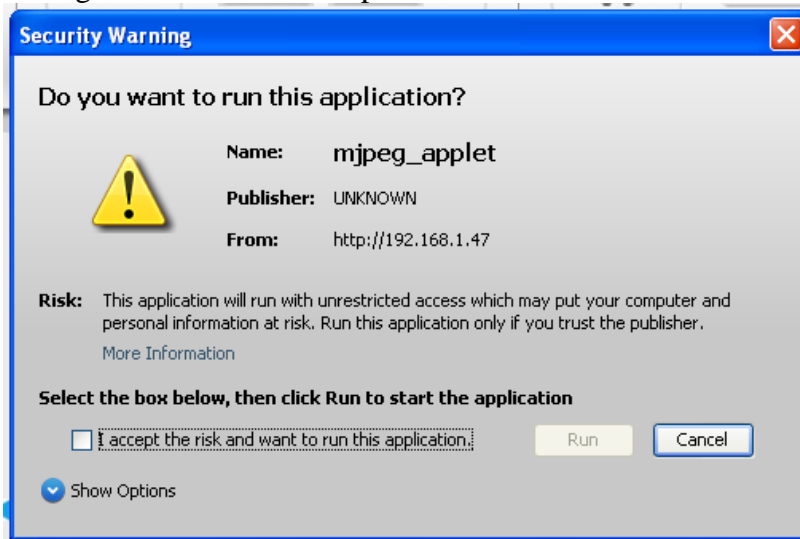 Security Warning
Do you want to run this application?
Name: mjpeg_applet
Publisher: UNKNOWN
From: http://192.168.1.47
Risk: This application will run with unrestricted access which may put your computer and
personal information at risk. Run this application only if you trust the publisher.
More Information
Select the box below, then click Run to start the application
I accept the risk and want to run this application.
Run
Cancel
Show Options